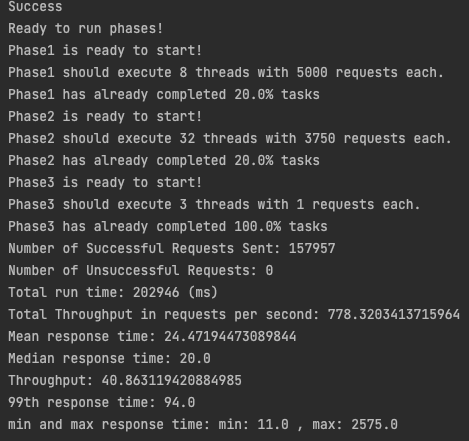 Success
Ready to run phases!
Phase1 is ready to start!
Phase1 should execute 8 threads with 5000 requests each.
Phase1 has already completed 20.0% tasks
Phase2 is ready to start!
Phase2 should execute 32 threads with 3750 requests each.
Phase2 has already completed 20.0% tasks
Phase3 is ready to start!
Phase3 should execute 3 threads with 1 requests each.
Phase3 has already completed 100.0% tasks
Number of Successful Requests Sent: 157957
Number of Unsuccessful Requests: 0
Total run time: 202946 (ms)
Total Throughput in requests per second: 778.3203413715964
Mean response time: 24.47194473089844
Median response time: 20.0
Throughput: 40.863119420884985
99th response time: 94.0
min and max response time: min: 11.0 , max: 2575.0